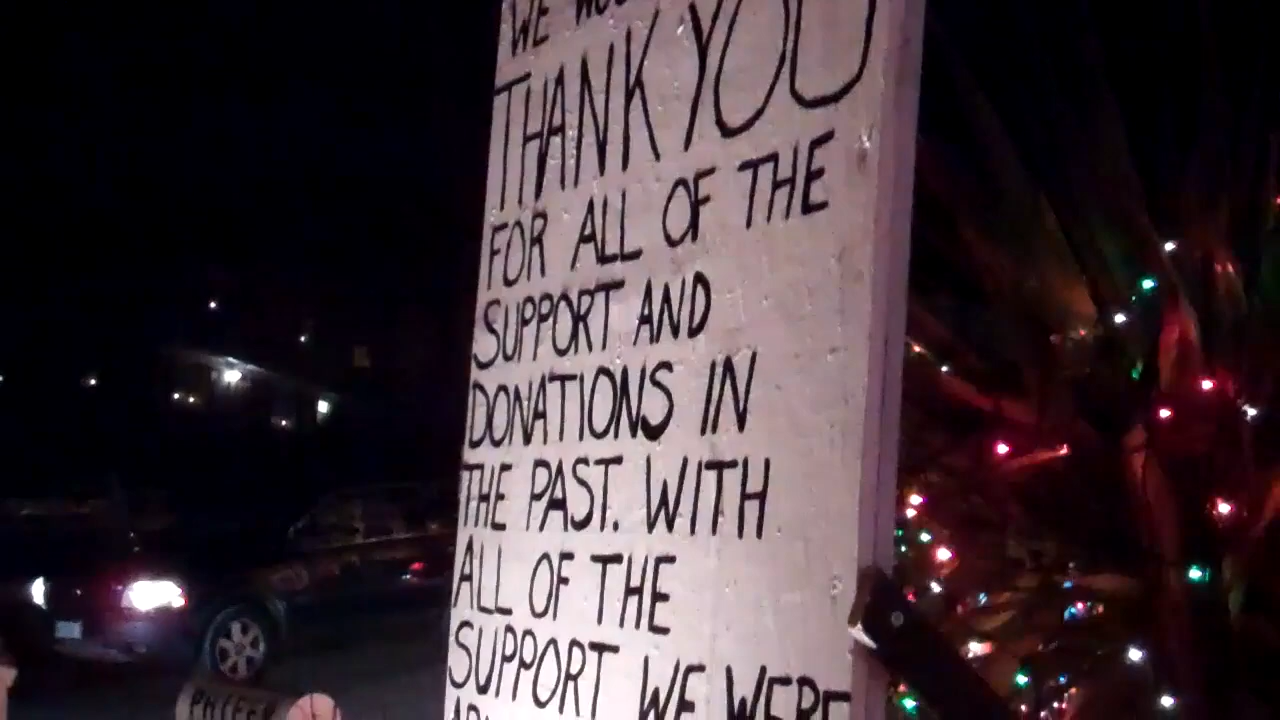 WE
THANK YOU
FOR ALL OF THE
SUPPORT AND
DONATIONS IN
THE PAST. WITH
ALL OF THE
SUPPORT WE WERE